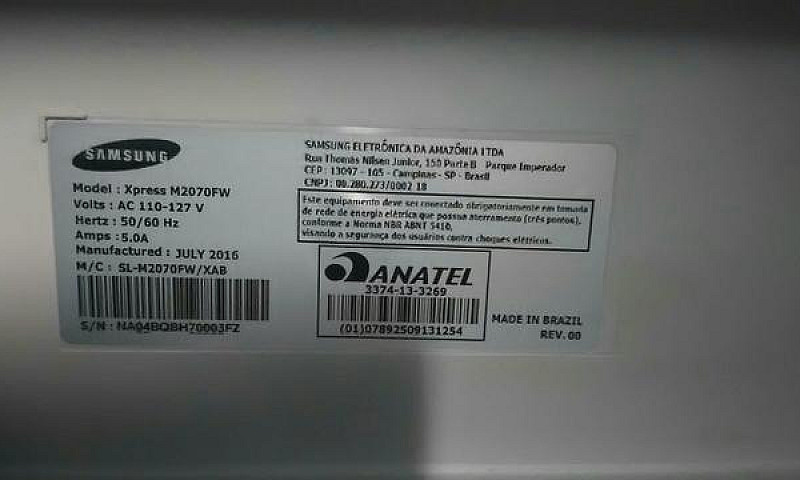 SAMSUNG
Model : Xpress M2070FW
Volts : AC 110-127 V
Hertz : 50/60 Hz
Amps : 5.0A
Manufactured : JULY 2016
M/C : SL-M2070FW/XAB
S/N : NA04BQBH70003FZ
SAMSUNG ELETRÔNICA DA AMAZÔNIA LTDA
Rua Thomas Nilsen Junior, 150 Parte B Parque Imperador
CEP : 13097 - 105 - Campinas - SP - Brasil
CNPJ : 00.280.273/0002-18
Este equipamento deve ser conectado obrigatoriamente em tomada
de rede de energia elétrica que possua aterramento (três pontos),
conforme a Norma NBR ABNT 5410,
visando a segurança dos usuários contra choques elétricos.
ANATEL
3374-13-3269
(01)07892509131254
MADE IN BRAZIL
REV. 00